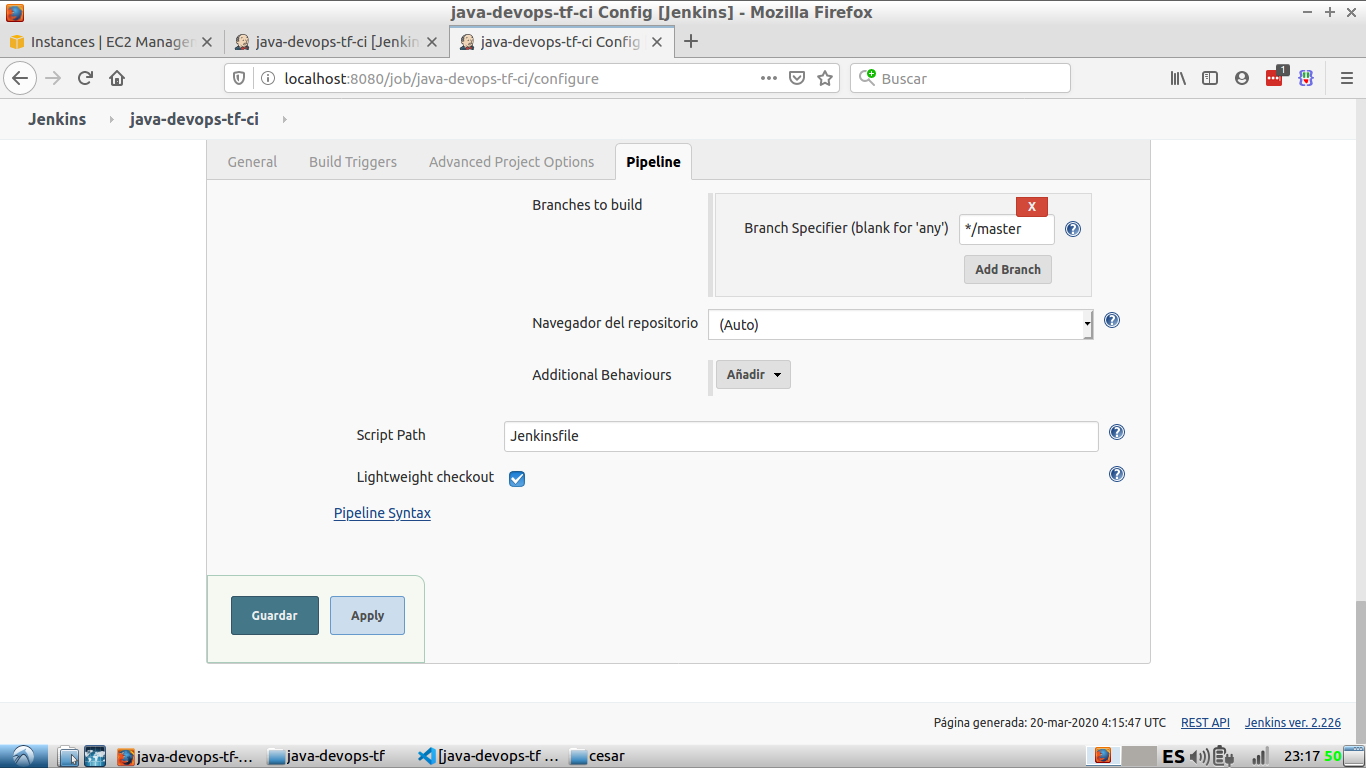 java-devops-tf-ci Config [Jenkins] - Mozilla Firefox
Instances | EC2 Manager
java-devops-tf-ci [Jenkin
java-devops-tf-ci Config
localhost:8080/job/java-devops-tf-ci/configure
Buscar
1
Jenkins
java-devops-tf-ci
General
Build Triggers
Advanced Project Options
Pipeline
Branches to build
X
Branch Specifier (blank for 'any')
*/master
Add Branch
Navegador del repositorio
(Auto)
Additional Behaviours
Añadir
Script Path
Jenkinsfile
Lightweight checkout
Pipeline Syntax
Guardar
Apply
Página generada: 20-mar-2020 4:15:47 UTC
REST API
Jenkins ver. 2.226
java-devops-tf-...
java-devops-tf
[java-devops-tf ...
cesar
ES
23:17
50